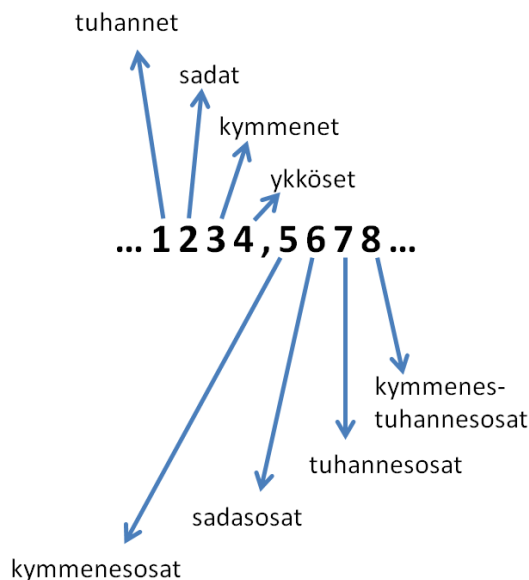 tuhannet
sadat
kymmenet
ykköset
... 1 2 3 4 , 5 6 7 8 ...
kymmenes-
tuhannesosat
tuhannesosat
sadasosat
kymmenesosat